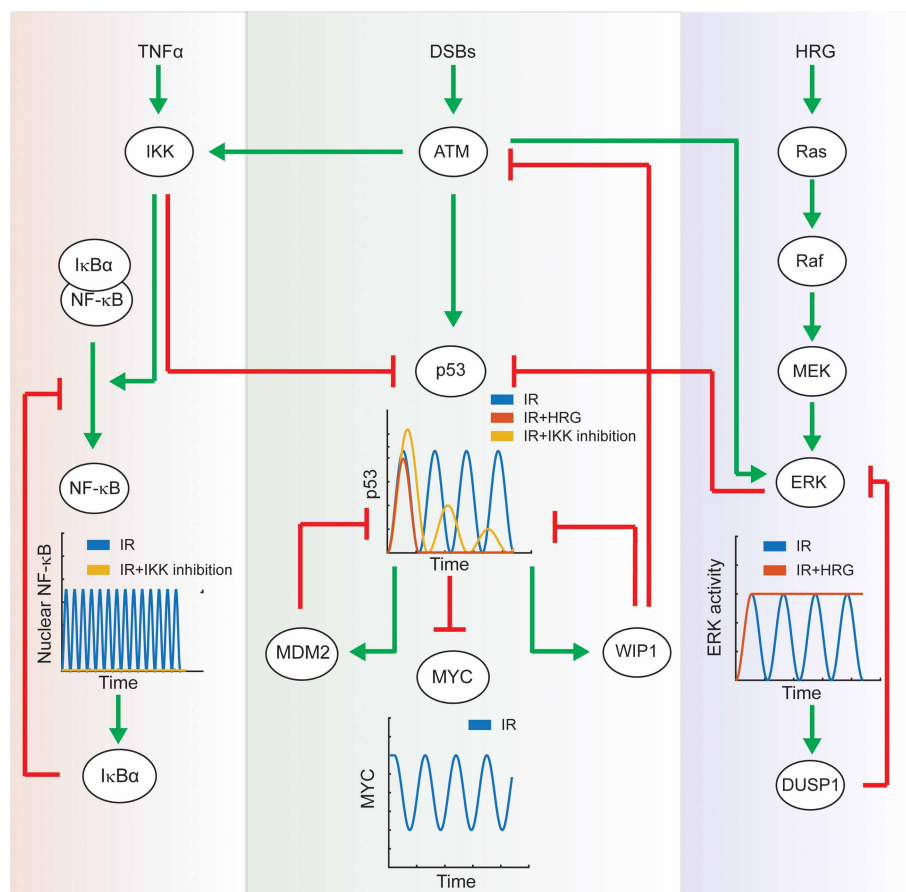 TNFα
DSBs
HRG
IKK
ATM
Ras
IκBα
NF-κB
Raf
p53
MEK
IR
IR+HRG
IR+IKK inhibition
p53
Time
NF-κB
ERK
IR
IR+IKK inhibition
Nuclear NF-κB
Time
IR
IR+HRG
ERK activity
Time
MDM2
MYC
WIP1
IR
MYC
Time
IκBα
DUSP1